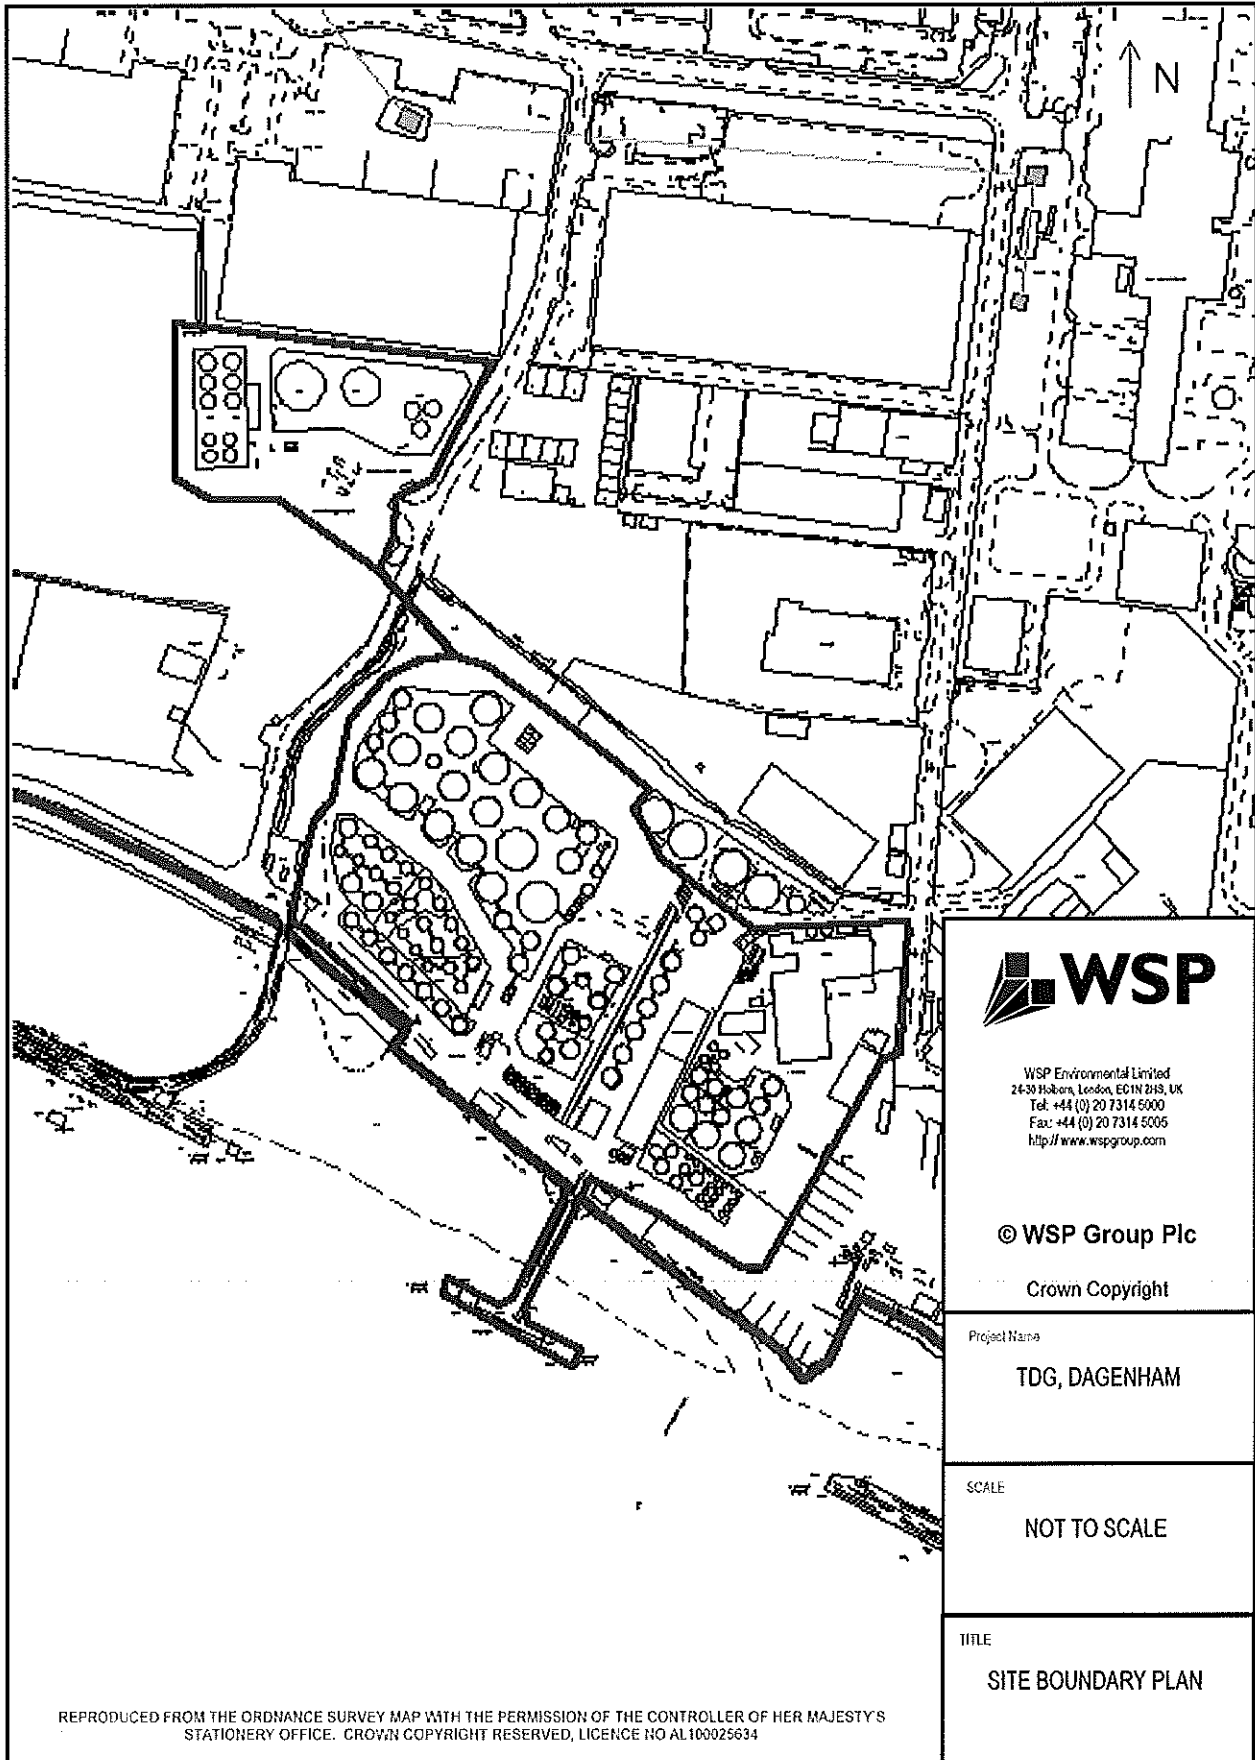 N
WSP
WSP Environmental Limited
24-30 Holborn, London, EC1N 2HS, UK
Tel: +44 (0) 20 7314 5000
Fax: +44 (0) 20 7314 5005
http://www.wspgroup.com
© WSP Group Plc
Crown Copyright
Project Name
TDG, DAGENHAM
SCALE
NOT TO SCALE
TITLE
SITE BOUNDARY PLAN
REPRODUCED FROM THE ORDNANCE SURVEY MAP WITH THE PERMISSION OF THE CONTROLLER OF HER MAJESTY'S
STATIONERY OFFICE. CROWN COPYRIGHT RESERVED, LICENCE NO AL100025634